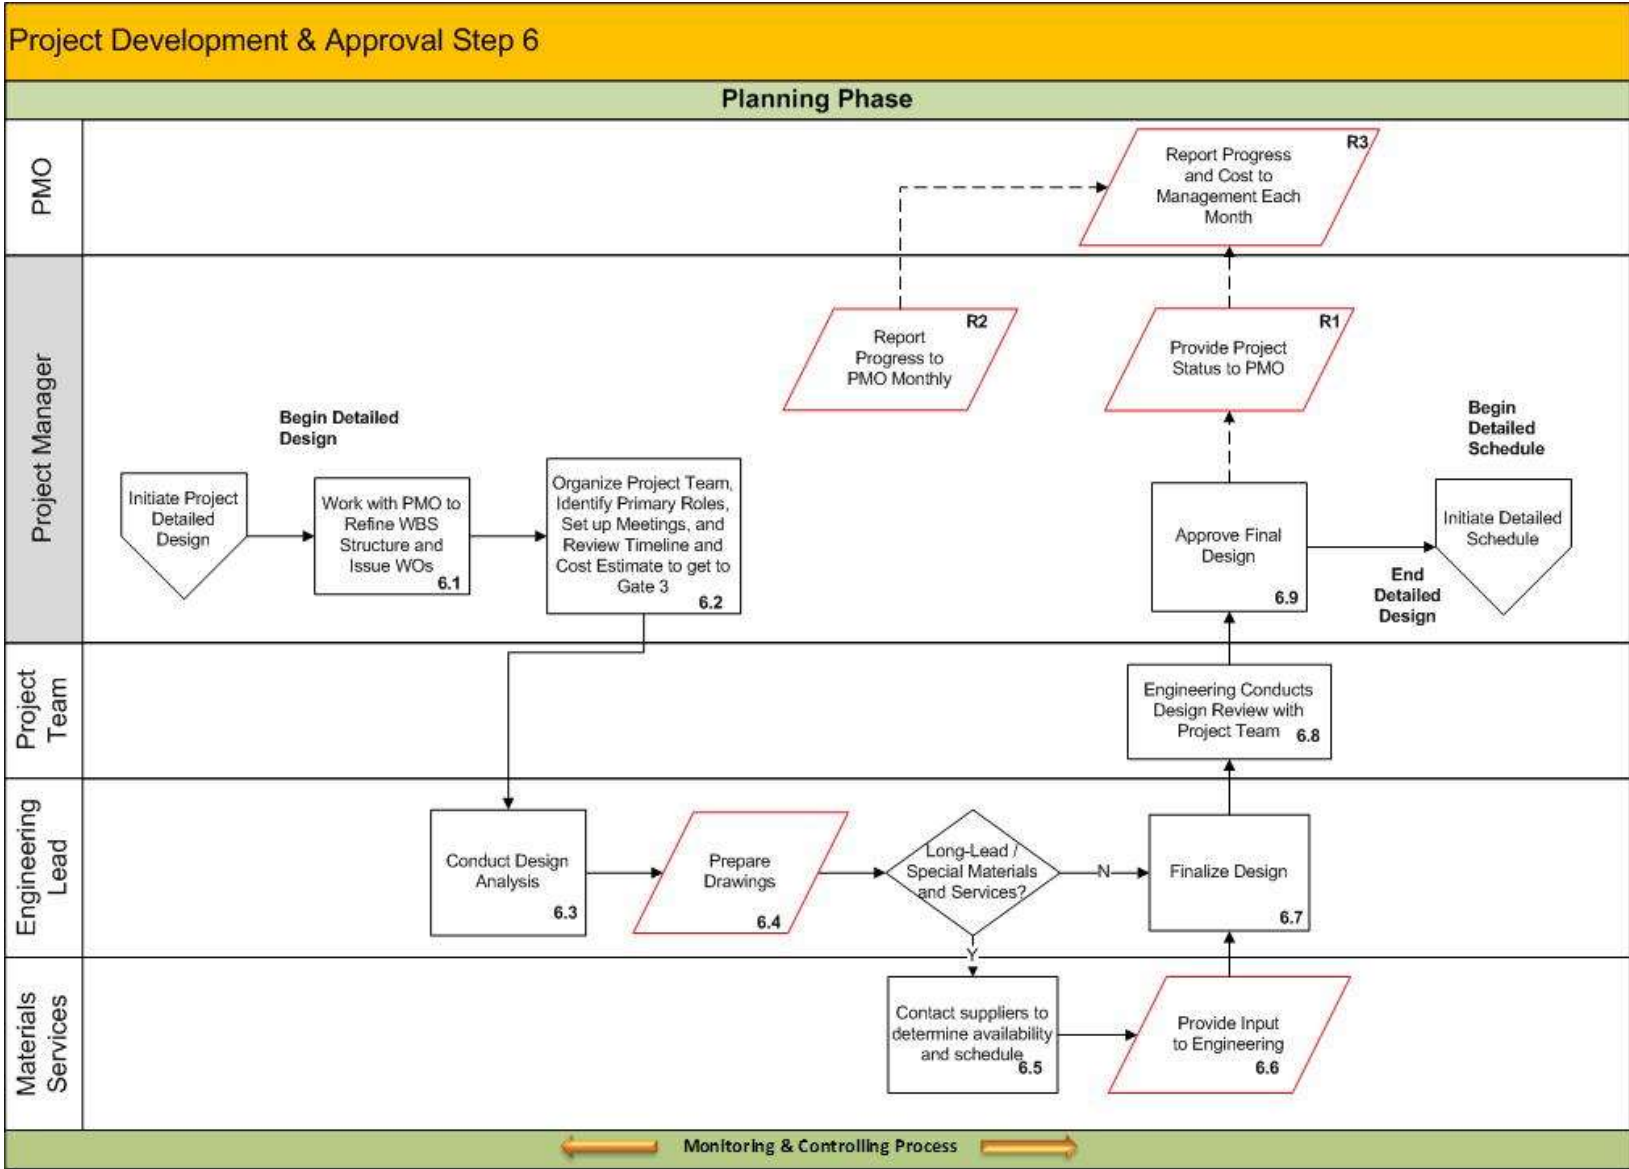 Project Development & Approval Step 6
Planning Phase
PMO
Report Progress
and Cost to
Management Each
Month
R3
Project Manager
Report
Progress to
PMO Monthly
R2
Provide Project
Status to PMO
R1
Begin Detailed
Design
Initiate Project
Detailed
Design
Work with PMO to
Refine WBS
Structure and
Issue WOs
6.1
Organize Project Team,
Identify Primary Roles,
Set up Meetings, and
Review Timeline and
Cost Estimate to get to
Gate 3
6.2
Approve Final
Design
6.9
Begin
Detailed
Schedule
Initiate Detailed
Schedule
End
Detailed
Design
Project
Team
Engineering Conducts
Design Review with
Project Team
6.8
Engineering
Lead
Conduct Design
Analysis
6.3
Prepare
Drawings
6.4
Long-Lead /
Special Materials
and Services?
N
Y
Finalize Design
6.7
Materials
Services
Contact suppliers to
determine availability
and schedule
6.5
Provide Input
to Engineering
6.6
Monitoring & Controlling Process